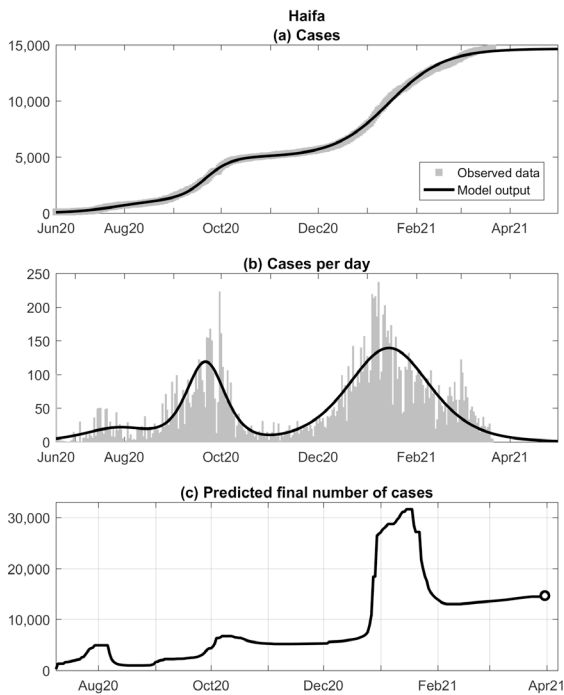 Haifa
(a) Cases
15,000
10,000
5,000
0
Observed data
Model output
Jun20 Aug20 Oct20 Dec20 Feb21 Apr21
(b) Cases per day
250
200
150
100
50
0
Jun20 Aug20 Oct20 Dec20 Feb21 Apr21
(c) Predicted final number of cases
30,000
20,000
10,000
0
Aug20 Oct20 Dec20 Feb21 Apr21